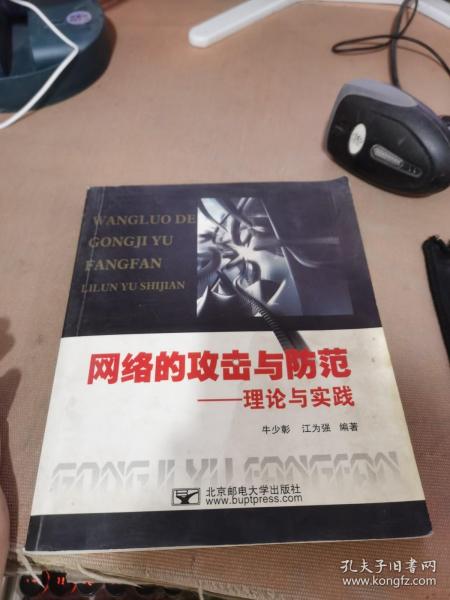 WANGLUO DE
GONGJI YU
FANGFAN
LILUN YU SHIJIAN
网络的攻击与防范
——理论与实践
牛少彰 江为强 编著
GONGJI YU FANGFAN
北京邮电大学出版社
www.buptpress.com
孔夫子旧书网
www.kongfz.com